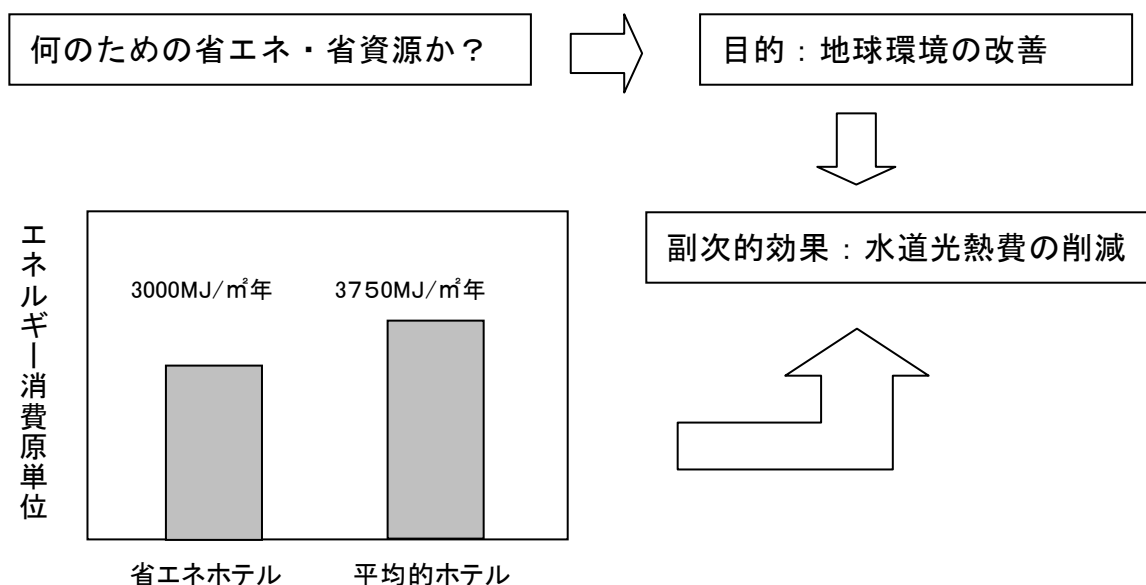 何のための省エネ・省資源か？
目的：地球環境の改善
副次的効果：水道光熱費の削減
エネルギー消費原単位
3000MJ/㎡年
3750MJ/㎡年
省エネホテル
平均的ホテル